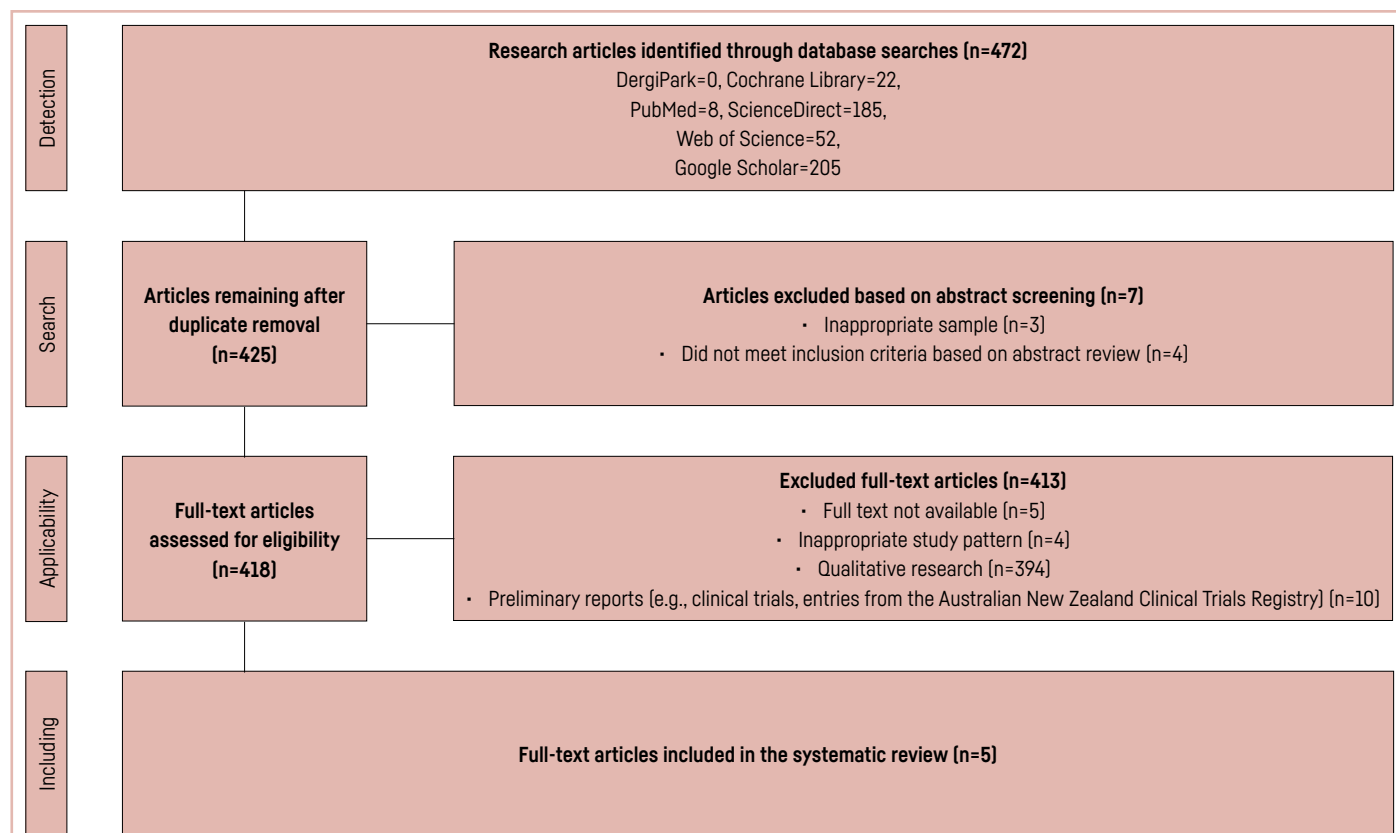 Detection
Research articles identified through database searches (n=472)
DergiPark=0, Cochrane Library=22,
PubMed=8, ScienceDirect=185,
Web of Science=52,
Google Scholar=205
Search
Articles remaining after
duplicate removal
(n=425)
Articles excluded based on abstract screening (n=7)
• Inappropriate sample (n=3)
• Did not meet inclusion criteria based on abstract review (n=4)
Applicability
Full-text articles
assessed for eligibility
(n=418)
Excluded full-text articles (n=413)
• Full text not available (n=5)
• Inappropriate study pattern (n=4)
• Qualitative research (n=394)
• Preliminary reports (e.g., clinical trials, entries from the Australian New Zealand Clinical Trials Registry) (n=10)
Including
Full-text articles included in the systematic review (n=5)